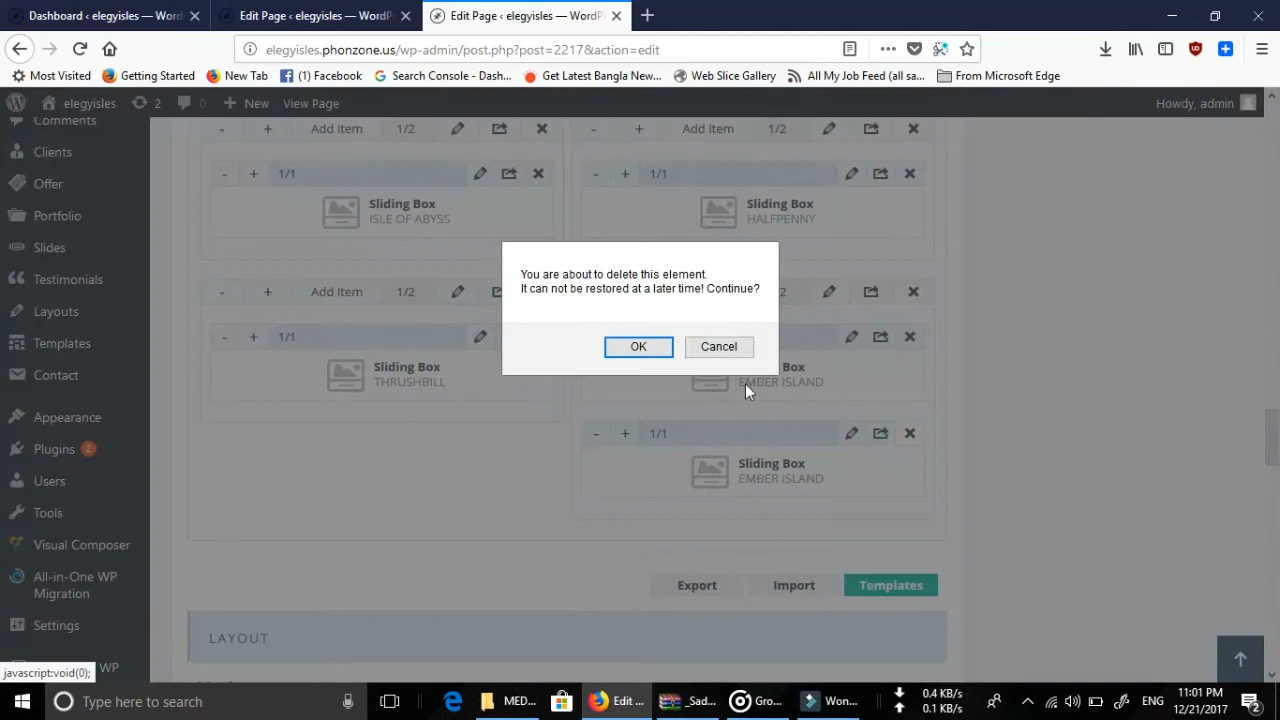 Dashboard ‹ elegyisles — WordP
Edit Page ‹ elegyisles — WordPr
Edit Page ‹ elegyisles — WordP
elegyisles.phonzone.us/wp-admin/post.php?post=2217&action=edit
Most Visited
Getting Started
New Tab
(1) Facebook
Search Console - Dash...
Get Latest Bangla New...
Web Slice Gallery
All My Job Feed (all sa...
From Microsoft Edge
elegyisles
2
0
+ New
View Page
Howdy, admin
Comments
Clients
Offer
Portfolio
Slides
Testimonials
Layouts
Templates
Contact
Appearance
Plugins 2
Users
Tools
Visual Composer
All-in-One WP
Migration
Settings
WP
- + Add Item 1/2
- + Add Item 1/2
- + 1/1
- + 1/1
Sliding Box
ISLE OF ABYSS
Sliding Box
HALFPENNY
- + Add Item 1/2
- + 1/1
Sliding Box
THRUSHBILL
You are about to delete this element.
It can not be restored at a later time! Continue?
OK
Cancel
EMBER ISLAND
- + 1/1
Sliding Box
EMBER ISLAND
Export
Import
Templates
LAYOUT
javascript:void(0);
Type here to search
MED...
Edit ...
_Sad...
Gro...
Won...
0.4 KB/s
0.1 KB/s
ENG
11:01 PM
12/21/2017
2